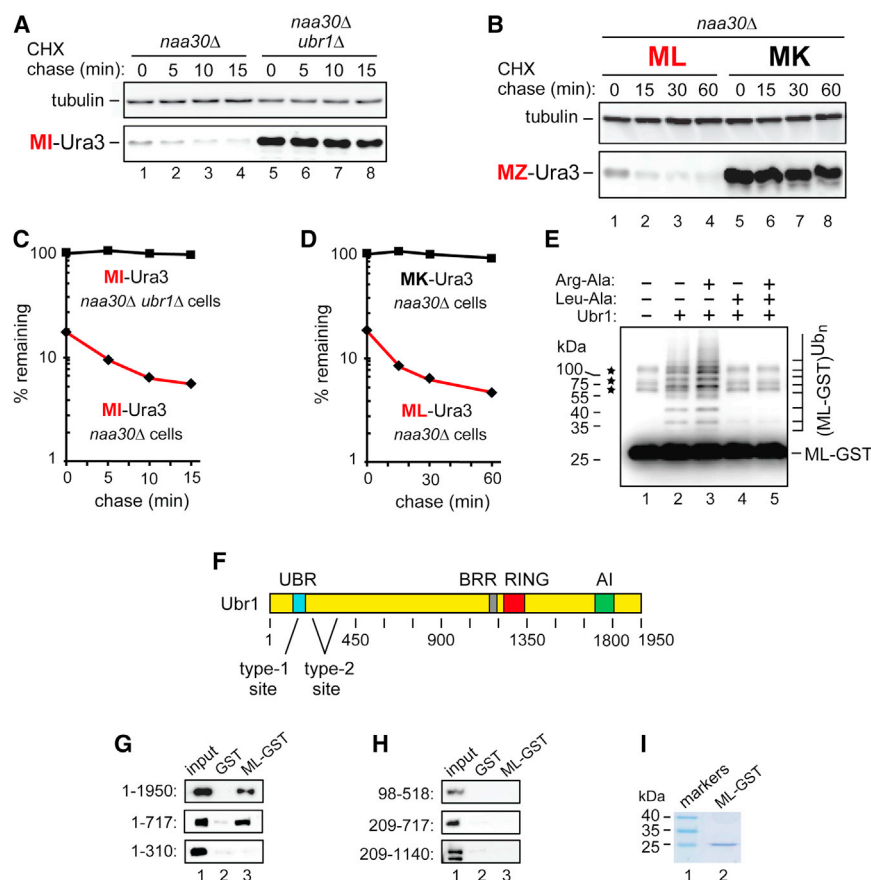 A
naa30Δ
naa30Δ
ubr1Δ
CHX
chase (min): 0 5 10 15 0 5 10 15
tubulin
MI-Ura3
1 2 3 4 5 6 7 8
B
naa30Δ
ML MK
CHX
chase (min): 0 15 30 60 0 15 30 60
tubulin
MZ-Ura3
1 2 3 4 5 6 7 8
C
% remaining
100
10
1
MI-Ura3
naa30Δ ubr1Δ cells
MI-Ura3
naa30Δ cells
0 5 10 15
chase (min)
D
% remaining
100
10
1
MK-Ura3
naa30Δ cells
ML-Ura3
naa30Δ cells
0 30 60
chase (min)
E
Arg-Ala: – – + – +
Leu-Ala: – – – + +
Ubr1: – + + + +
kDa
100
75
55
40
35
25
(ML-GST)Ubn
ML-GST
1 2 3 4 5
F
UBR BRR RING AI
Ubr1
1 450 900 1350 1800 1950
type-1
site
type-2
site
G
input GST ML-GST
1-1950:
1-717:
1-310:
1 2 3
H
input GST ML-GST
98-518:
209-717:
209-1140:
1 2 3
I
markers ML-GST
kDa
40
35
25
1 2